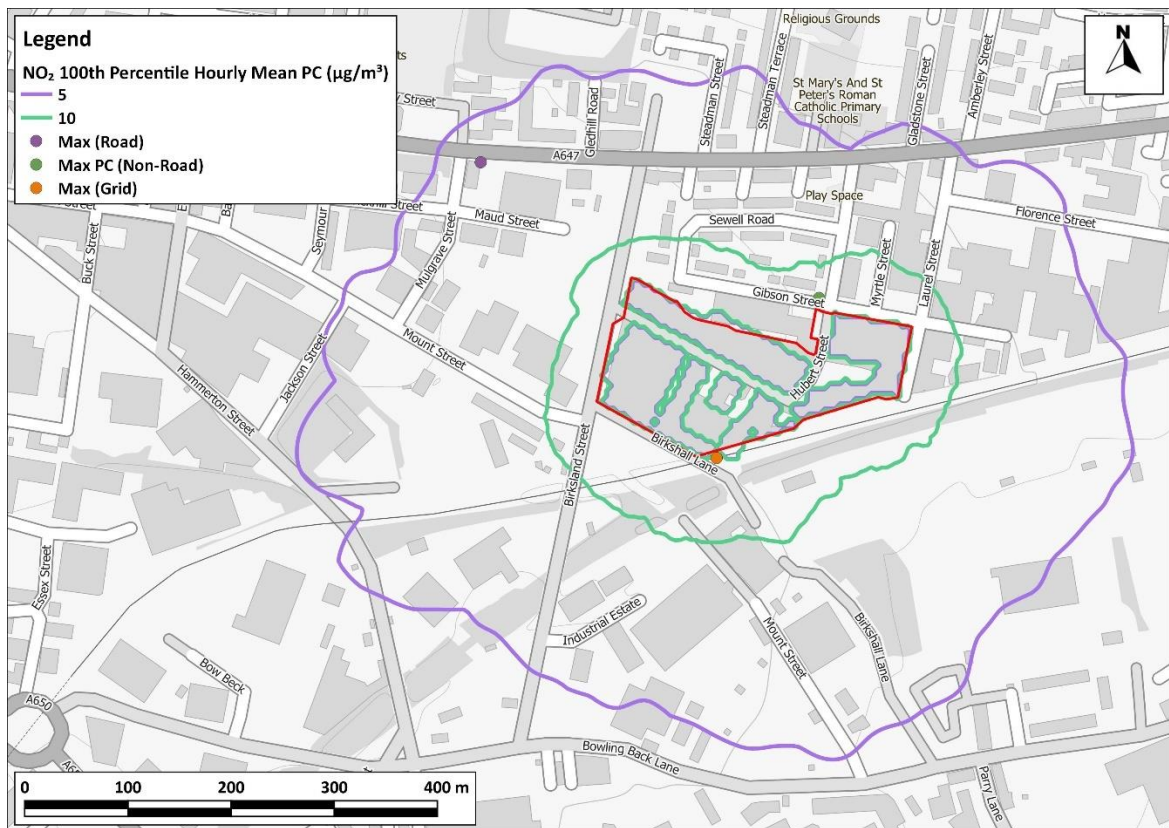 Legend
NO₂ 100th Percentile Hourly Mean PC (µg/m³)
5
10
Max (Road)
Max PC (Non-Road)
Max (Grid)
N
Religious Grounds
St Mary's And St
Peter's Roman
Catholic Primary
Schools
Steadman Street
Steadman Terrace
Gladstone Street
Amberley Street
Gledhill Road
A647
Play Space
Sewell Road
Florence Street
Maud Street
Seymour
Buck Street
Mulgrave Street
Gibson Street
Myrtle Street
Laurel Street
Hubert Street
Mount Street
Jackson Street
Hammerton Street
Birksland Street
Birkshall Lane
Essex Street
Industrial Estate
Mount Street
Birkshall Lane
Bow Beck
A650
Bowling Back Lane
Parry Lane
0 100 200 300 400 m